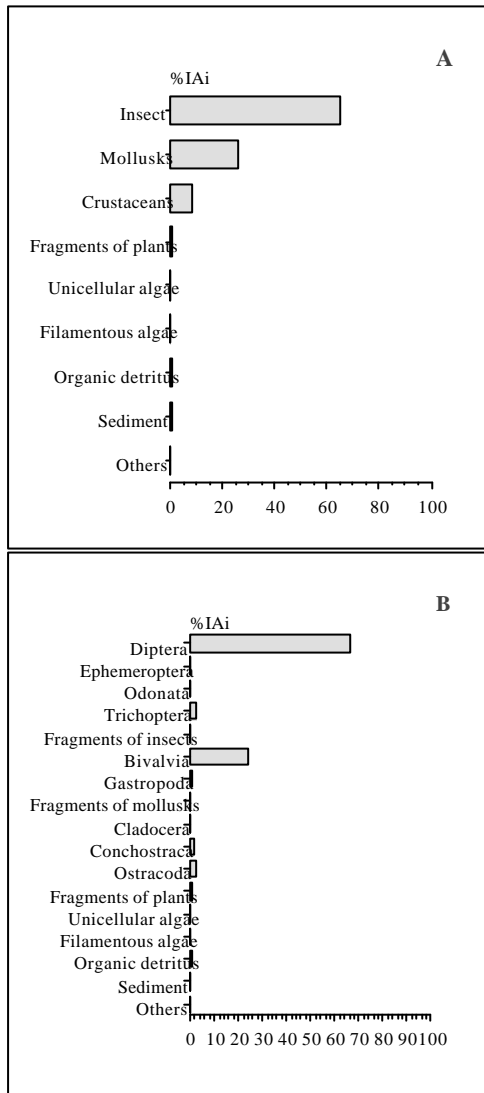 A
%IAi
Insect
Mollusks
Crustaceans
Fragments of plants
Unicellular algae
Filamentous algae
Organic detritus
Sediment
Others
0 20 40 60 80 100
B
%IAi
Diptera
Ephemeroptera
Odonata
Trichoptera
Fragments of insects
Bivalvia
Gastropoda
Fragments of mollusks
Cladocera
Conchostraca
Ostracoda
Fragments of plants
Unicellular algae
Filamentous algae
Organic detritus
Sediment
Others
0 10 20 30 40 50 60 70 80 90 100